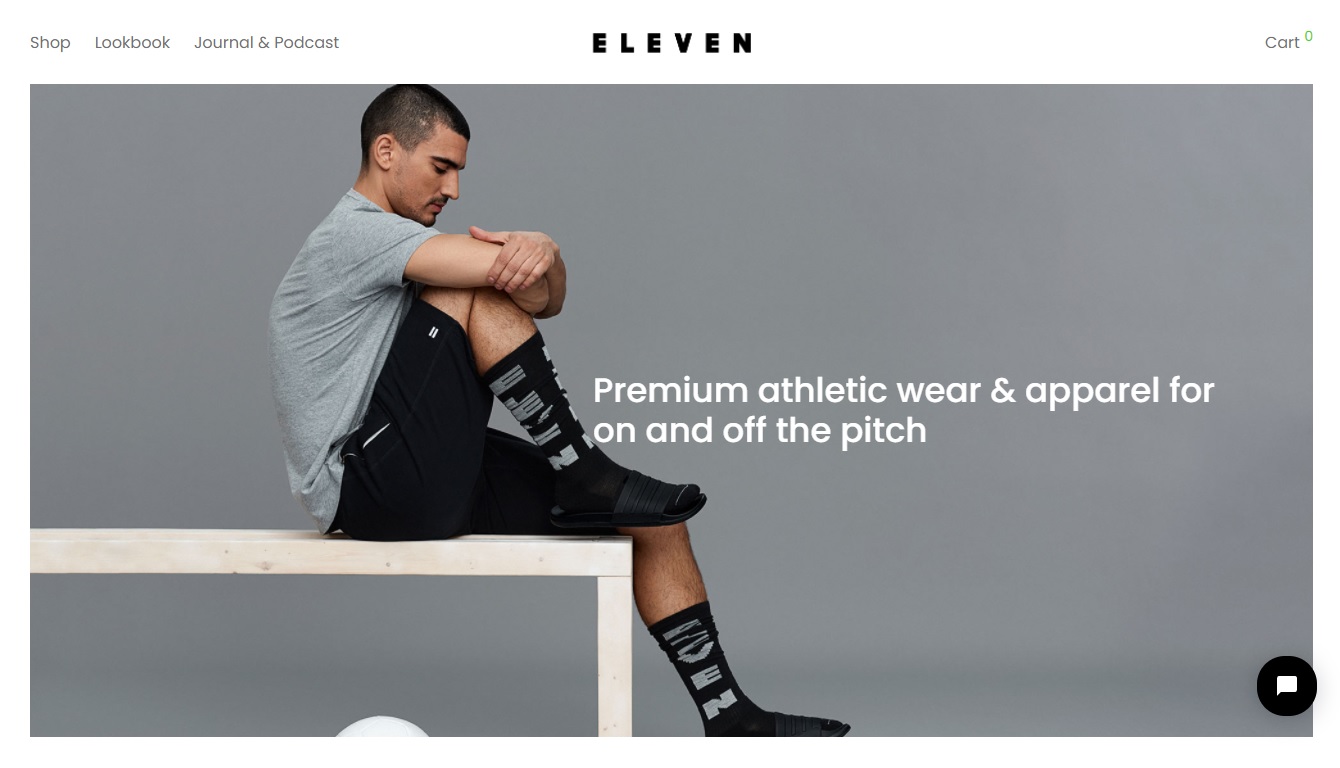 Shop Lookbook Journal & Podcast ELEVEN Cart 0
Premium athletic wear & apparel for
on and off the pitch